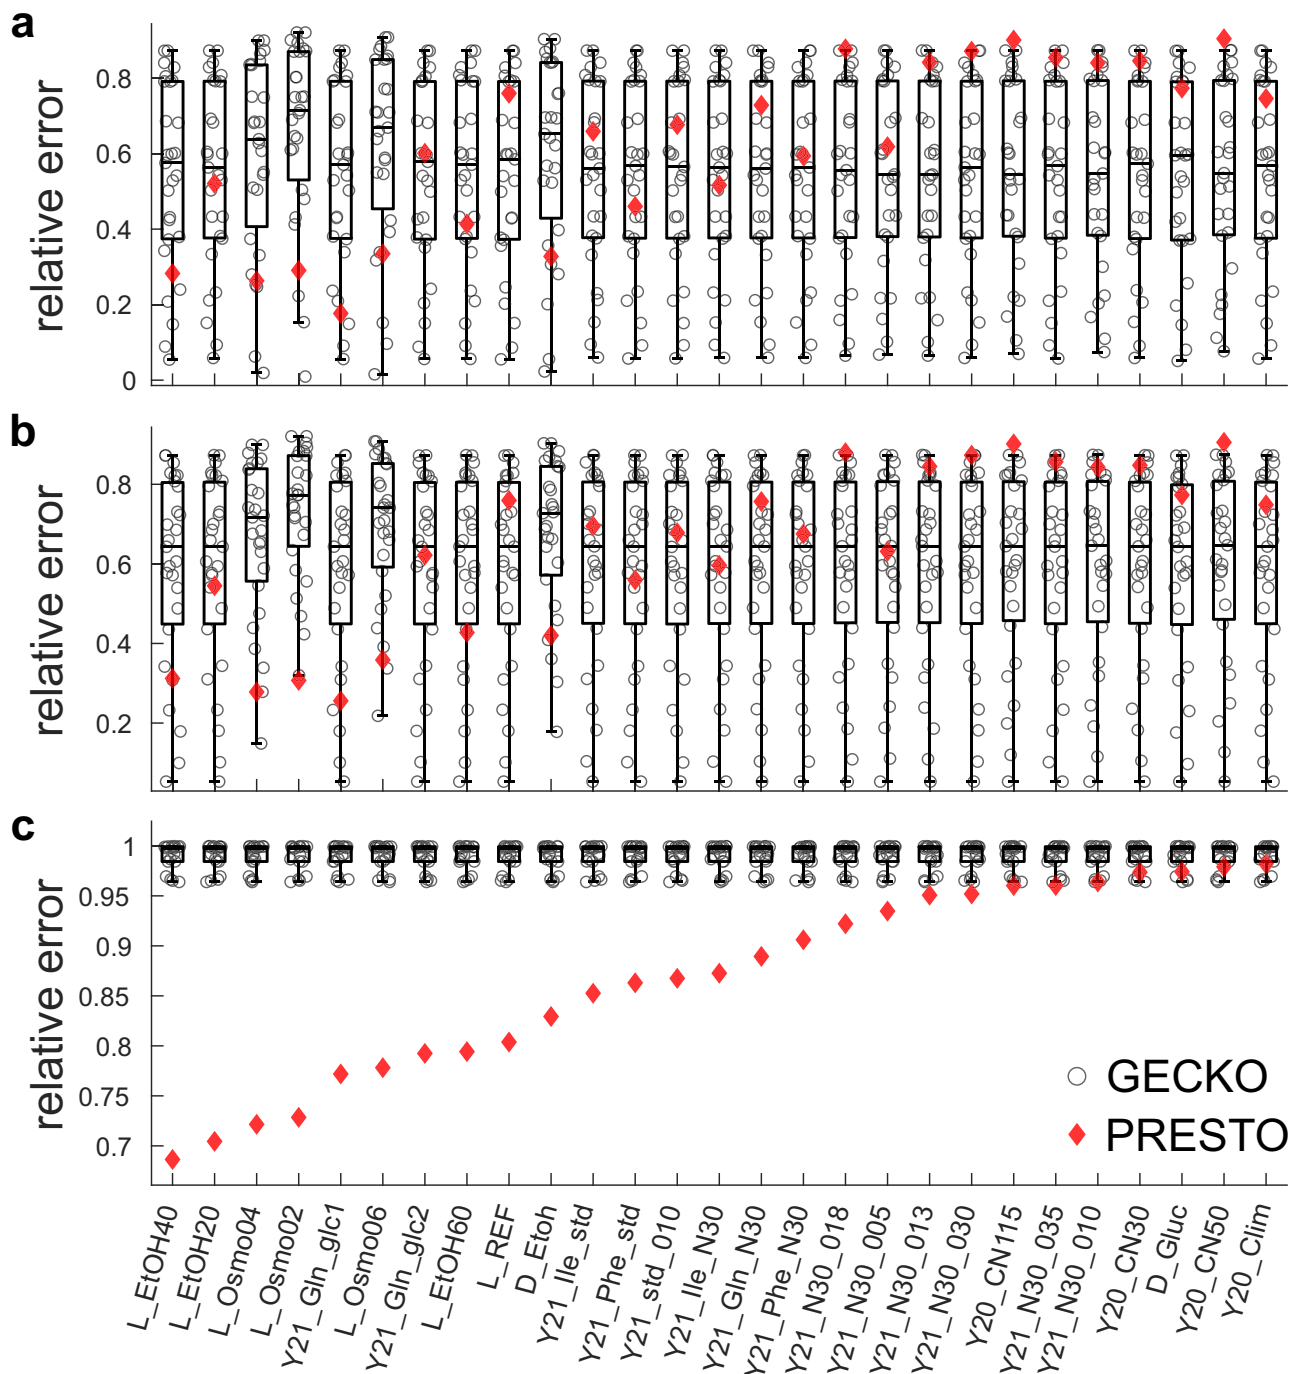 a
relative error
0.8
0.6
0.4
0.2
0
b
relative error
0.8
0.6
0.4
0.2
c
relative error
1
0.95
0.9
0.85
0.8
0.75
0.7
GECKO
PRESTO
L_EtOH40
L_EtOH20
L_Osmo04
L_Osmo02
Y21_Gln_glc1
L_Osmo06
Y21_Gln_glc2
L_EtOH60
L_REF
D_Etoh
Y21_Ile_std
Y21_Phe_std
Y21_std_010
Y21_Ile_N30
Y21_Gln_N30
Y21_Phe_N30
Y21_N30_018
Y21_N30_005
Y21_N30_013
Y21_N30_030
Y20_CN115
Y21_N30_035
Y21_N30_010
Y20_CN30
D_Gluc
Y20_CN50
Y20_Clim